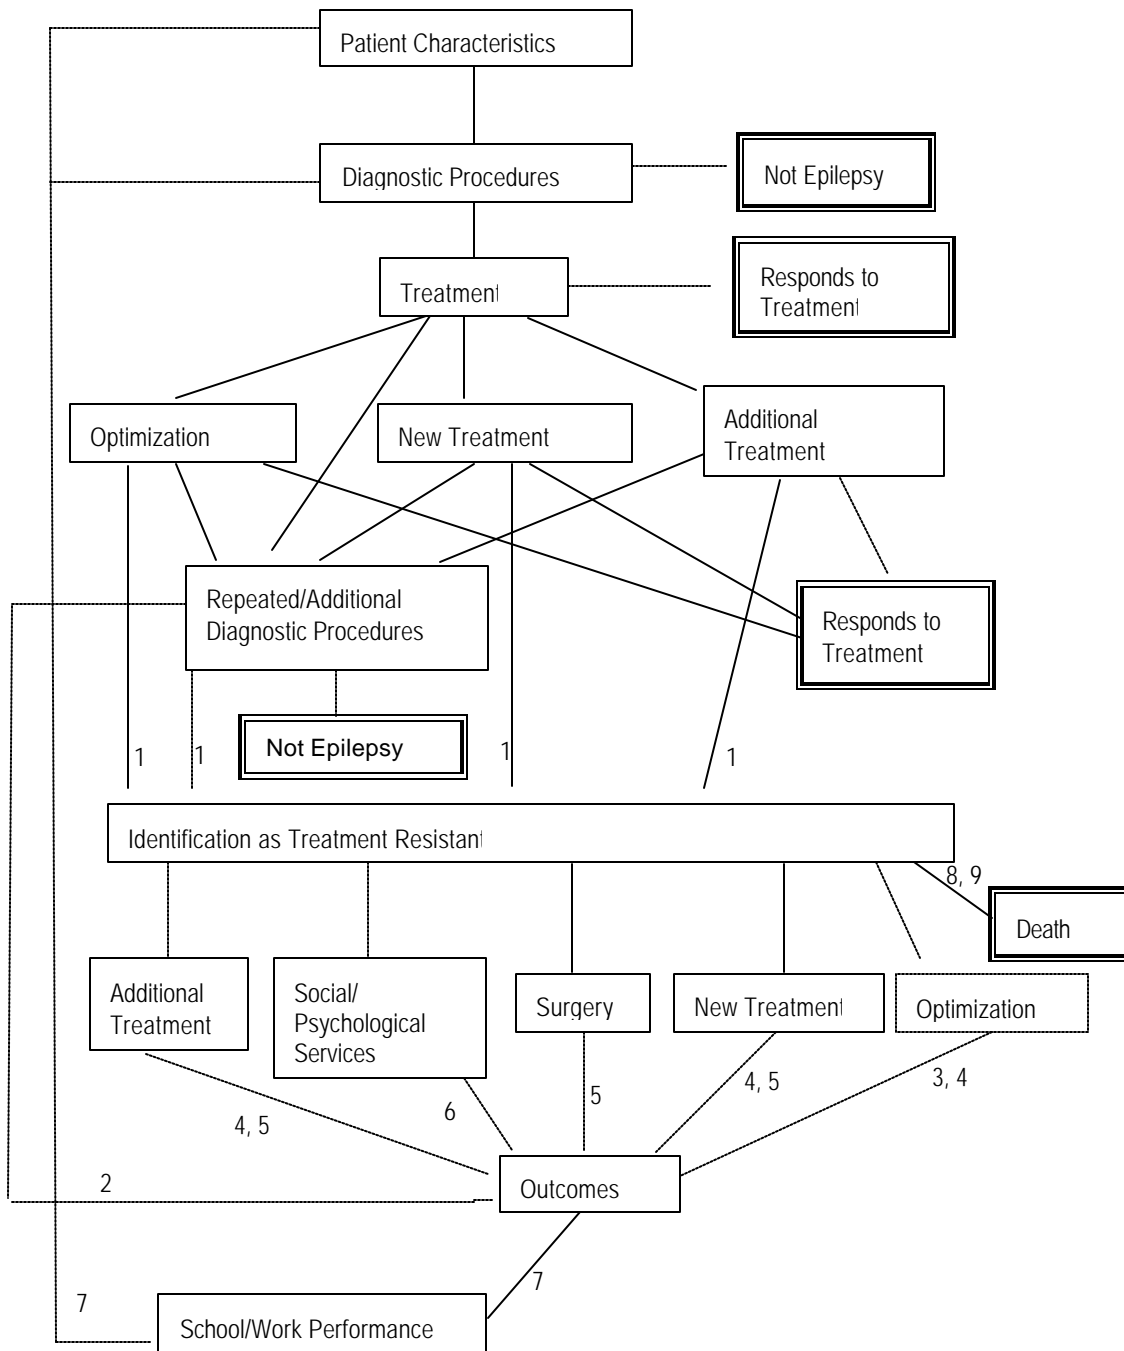 Patient Characteristics
Diagnostic Procedures
Not Epilepsy
Treatment
Responds to
Treatment
Optimization
New Treatment
Additional
Treatment
Repeated/Additional
Diagnostic Procedures
Responds to
Treatment
Not Epilepsy
1
1
1
1
Identification as Treatment Resistant
8, 9
Death
Additional
Treatment
Social/
Psychological
Services
Surgery
New Treatment
Optimization
4, 5
6
5
4, 5
3, 4
2
Outcomes
7
7
School/Work Performance